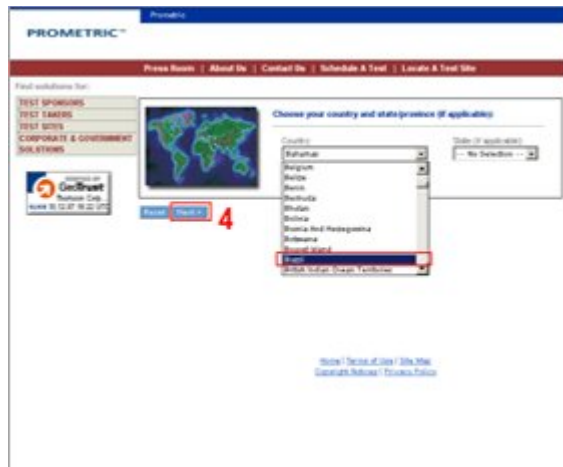 Prometric
PROMETRIC™
Press Room | About Us | Contact Us | Schedule A Test | Locate A Test Site
Find solutions for:
TEST SPONSORS
TEST TAKERS
TEST SITES
CORPORATE & GOVERNMENT
SOLUTIONS
Choose your country and state/province (if applicable):
Country
State (if applicable)
Bahamas
-- No Selection --
Belgium
Belize
Benin
Bermuda
Bhutan
Bolivia
Bosnia And Herzegovina
Botswana
Bouvet Island
Brazil
British Indian Ocean Territories
GeoTrust
Reset
Next >
4
Home | Terms of Use | Site Map
Copyright Notices | Privacy Policy